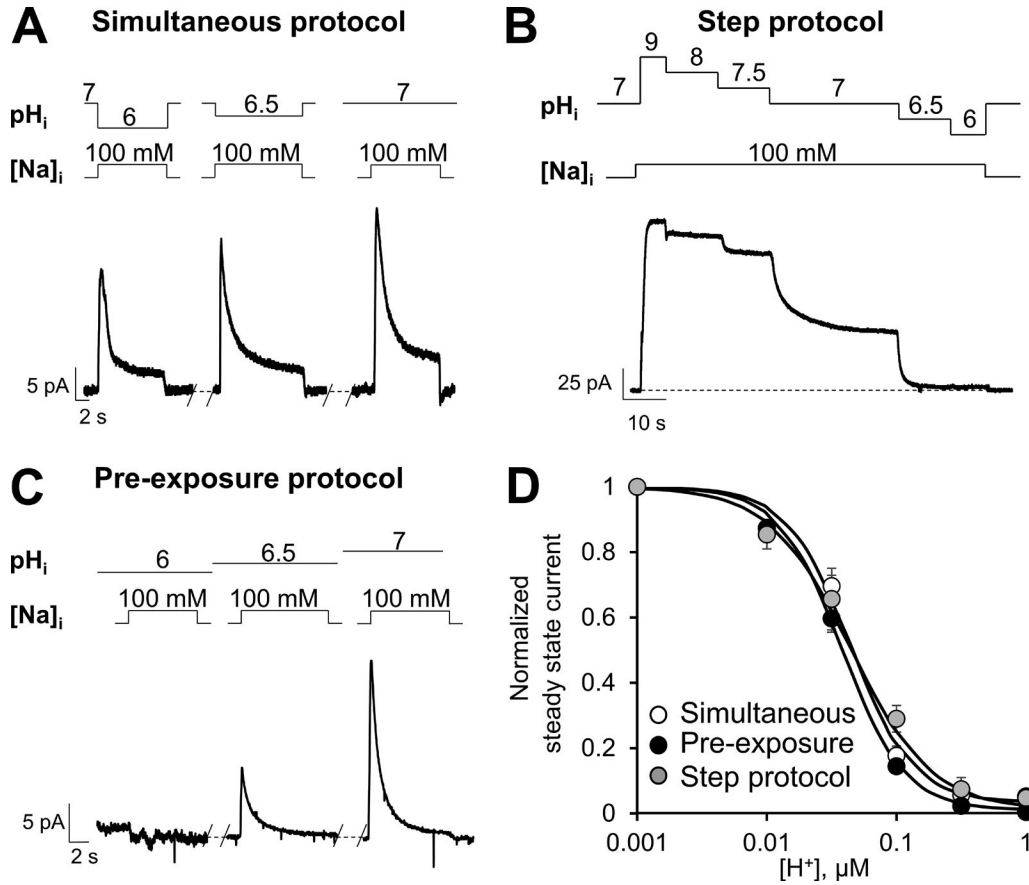 A Simultaneous protocol
7 6 6.5 7
pHᵢ
100 mM 100 mM 100 mM
[Na]ᵢ
5 pA
2 s
B Step protocol
9
8
7 7.5 7
6.5
6
pHᵢ
100 mM
[Na]ᵢ
25 pA
10 s
C Pre-exposure protocol
pHᵢ 6 6.5 7
100 mM 100 mM 100 mM
[Na]ᵢ
5 pA
2 s
D
Normalized
steady state current
1
0.8
0.6
0.4
0.2
0
Simultaneous
Pre-exposure
Step protocol
0.001 0.01 0.1 1
[H⁺], µM